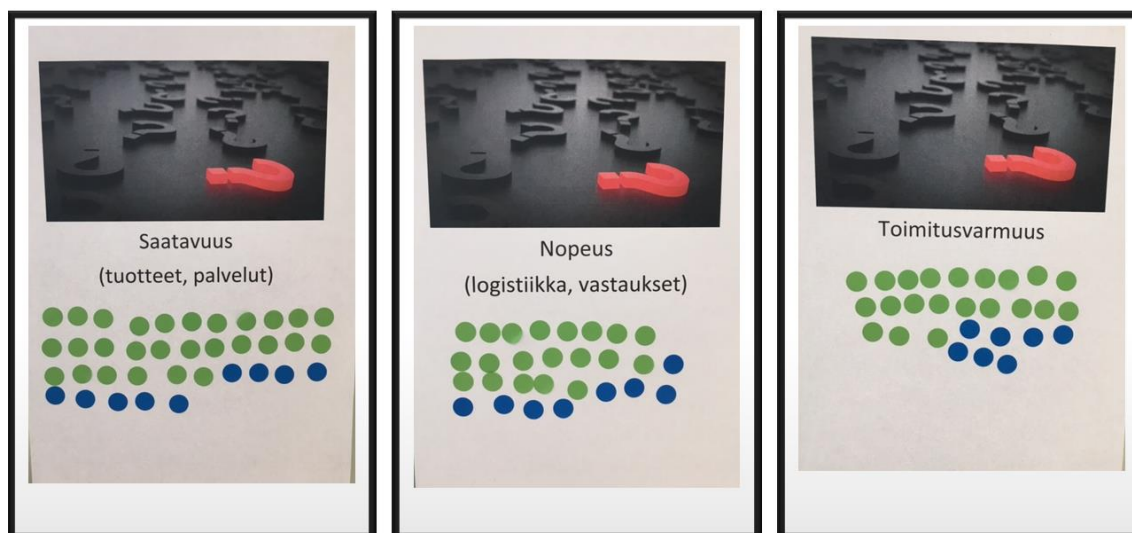 Saatavuus
(tuotteet, palvelut)
Nopeus
(logistiikka, vastaukset)
Toimitusvarmuus